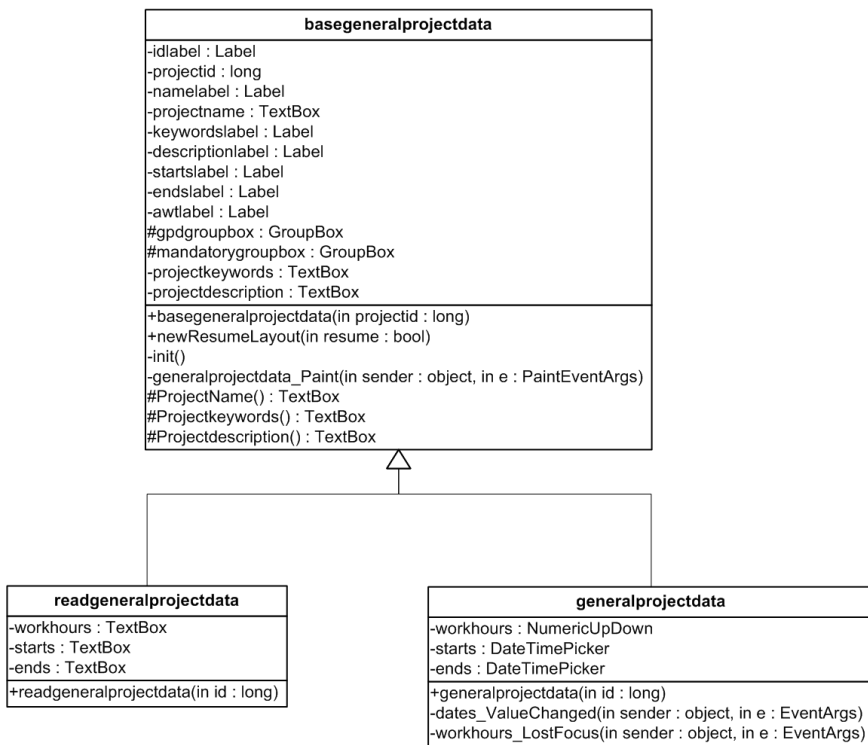 basegeneralprojectdata
-idlabel : Label
-projectid : long
-namelabel : Label
-projectname : TextBox
-keywordslabel : Label
-descriptionlabel : Label
-startslabel : Label
-endslabel : Label
-awtlabel : Label
#gpdgroupbox : GroupBox
#mandatorygroupbox : GroupBox
-projectkeywords : TextBox
-projectdescription : TextBox
+basegeneralprojectdata(in projectid : long)
+newResumeLayout(in resume : bool)
-init()
-generalprojectdata_Paint(in sender : object, in e : PaintEventArgs)
#ProjectName() : TextBox
#Projectkeywords() : TextBox
#Projectdescription() : TextBox
readgeneralprojectdata
-workhours : TextBox
-starts : TextBox
-ends : TextBox
+readgeneralprojectdata(in id : long)
generalprojectdata
-workhours : NumericUpDown
-starts : DateTimePicker
-ends : DateTimePicker
+generalprojectdata(in id : long)
-dates_ValueChanged(in sender : object, in e : EventArgs)
-workhours_LostFocus(in sender : object, in e : EventArgs)